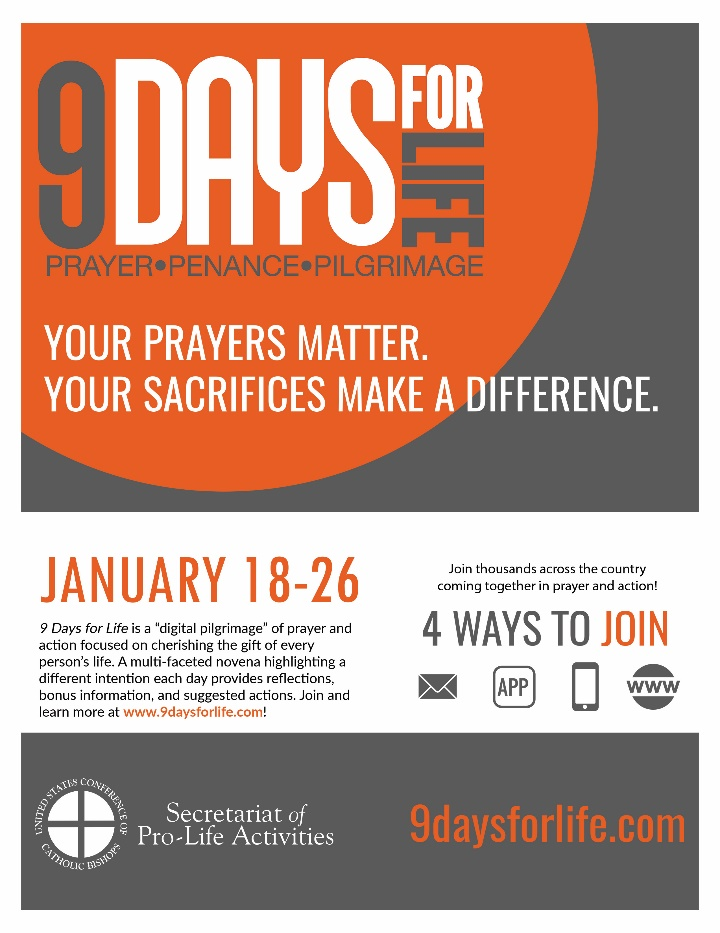 9 DAYS FOR LIFE
PRAYER•PENANCE•PILGRIMAGE
YOUR PRAYERS MATTER.
YOUR SACRIFICES MAKE A DIFFERENCE.
JANUARY 18-26
9 Days for Life is a “digital pilgrimage” of prayer and
action focused on cherishing the gift of every
person’s life. A multi-faceted novena highlighting a
different intention each day provides reflections,
bonus information, and suggested actions. Join and
learn more at www.9daysforlife.com!
Join thousands across the country
coming together in prayer and action!
4 WAYS TO JOIN
APP
WWW
UNITED STATES CONFERENCE OF CATHOLIC BISHOPS
Secretariat of
Pro-Life Activities
9daysforlife.com